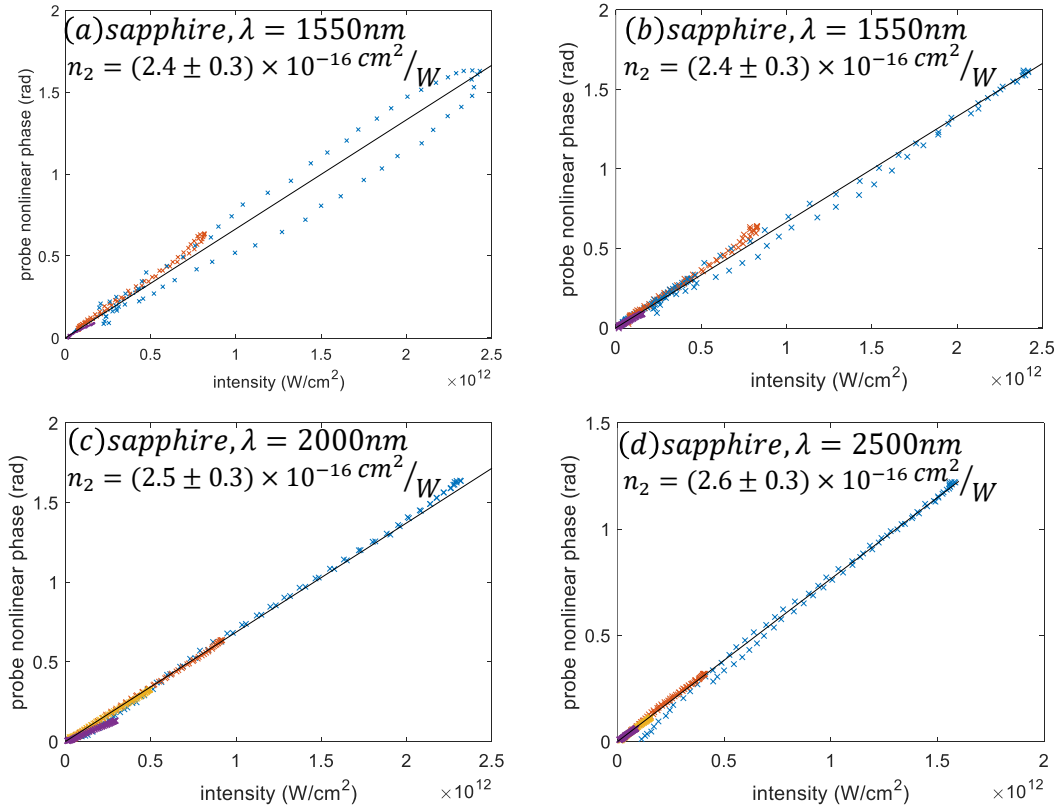 (a)sapphire, λ = 1550nm
n₂ = (2.4 ± 0.3) × 10⁻¹⁶ cm²/W
probe nonlinear phase (rad)
2
1.5
1
0.5
0
0 0.5 1 1.5 2 2.5
intensity (W/cm²) ×10¹²
(b)sapphire, λ = 1550nm
n₂ = (2.4 ± 0.3) × 10⁻¹⁶ cm²/W
probe nonlinear phase (rad)
2
1.5
1
0.5
0
0 0.5 1 1.5 2 2.5
intensity (W/cm²) ×10¹²
(c)sapphire, λ = 2000nm
n₂ = (2.5 ± 0.3) × 10⁻¹⁶ cm²/W
probe nonlinear phase (rad)
2
1.5
1
0.5
0
0 0.5 1 1.5 2 2.5
intensity (W/cm²) ×10¹²
(d)sapphire, λ = 2500nm
n₂ = (2.6 ± 0.3) × 10⁻¹⁶ cm²/W
probe nonlinear phase (rad)
1.5
1
0.5
0
0 0.5 1 1.5 2
intensity (W/cm²) ×10¹²